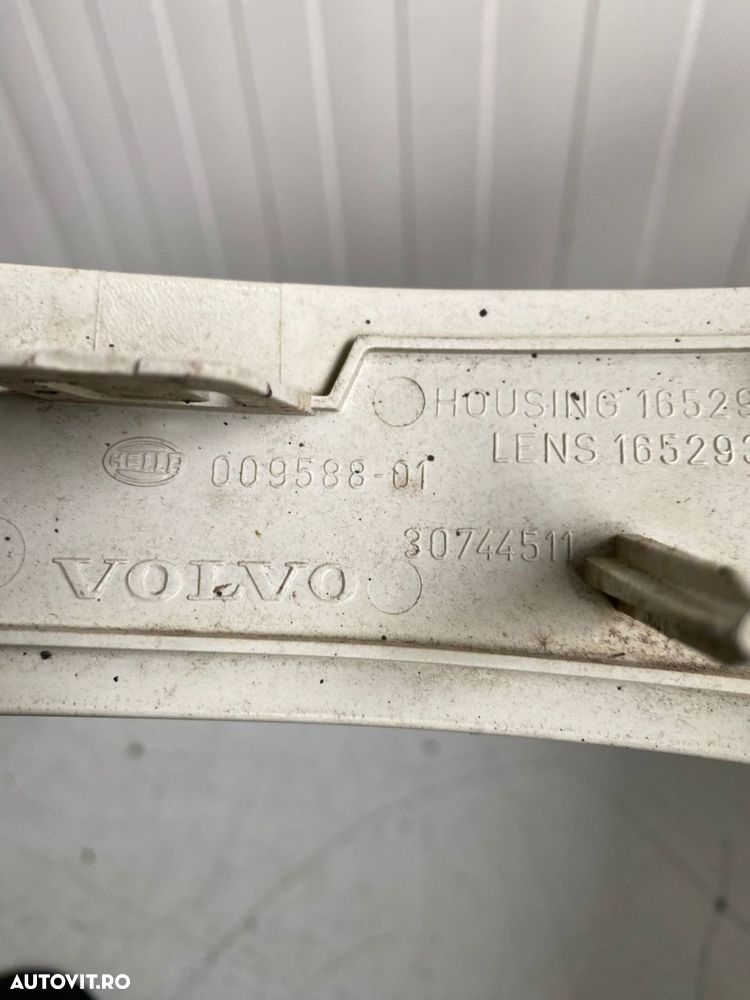 HOUSING 16529
LENS 165293
HELLA 009588-01
30744511
VOLVO
AUTOVIT.RO